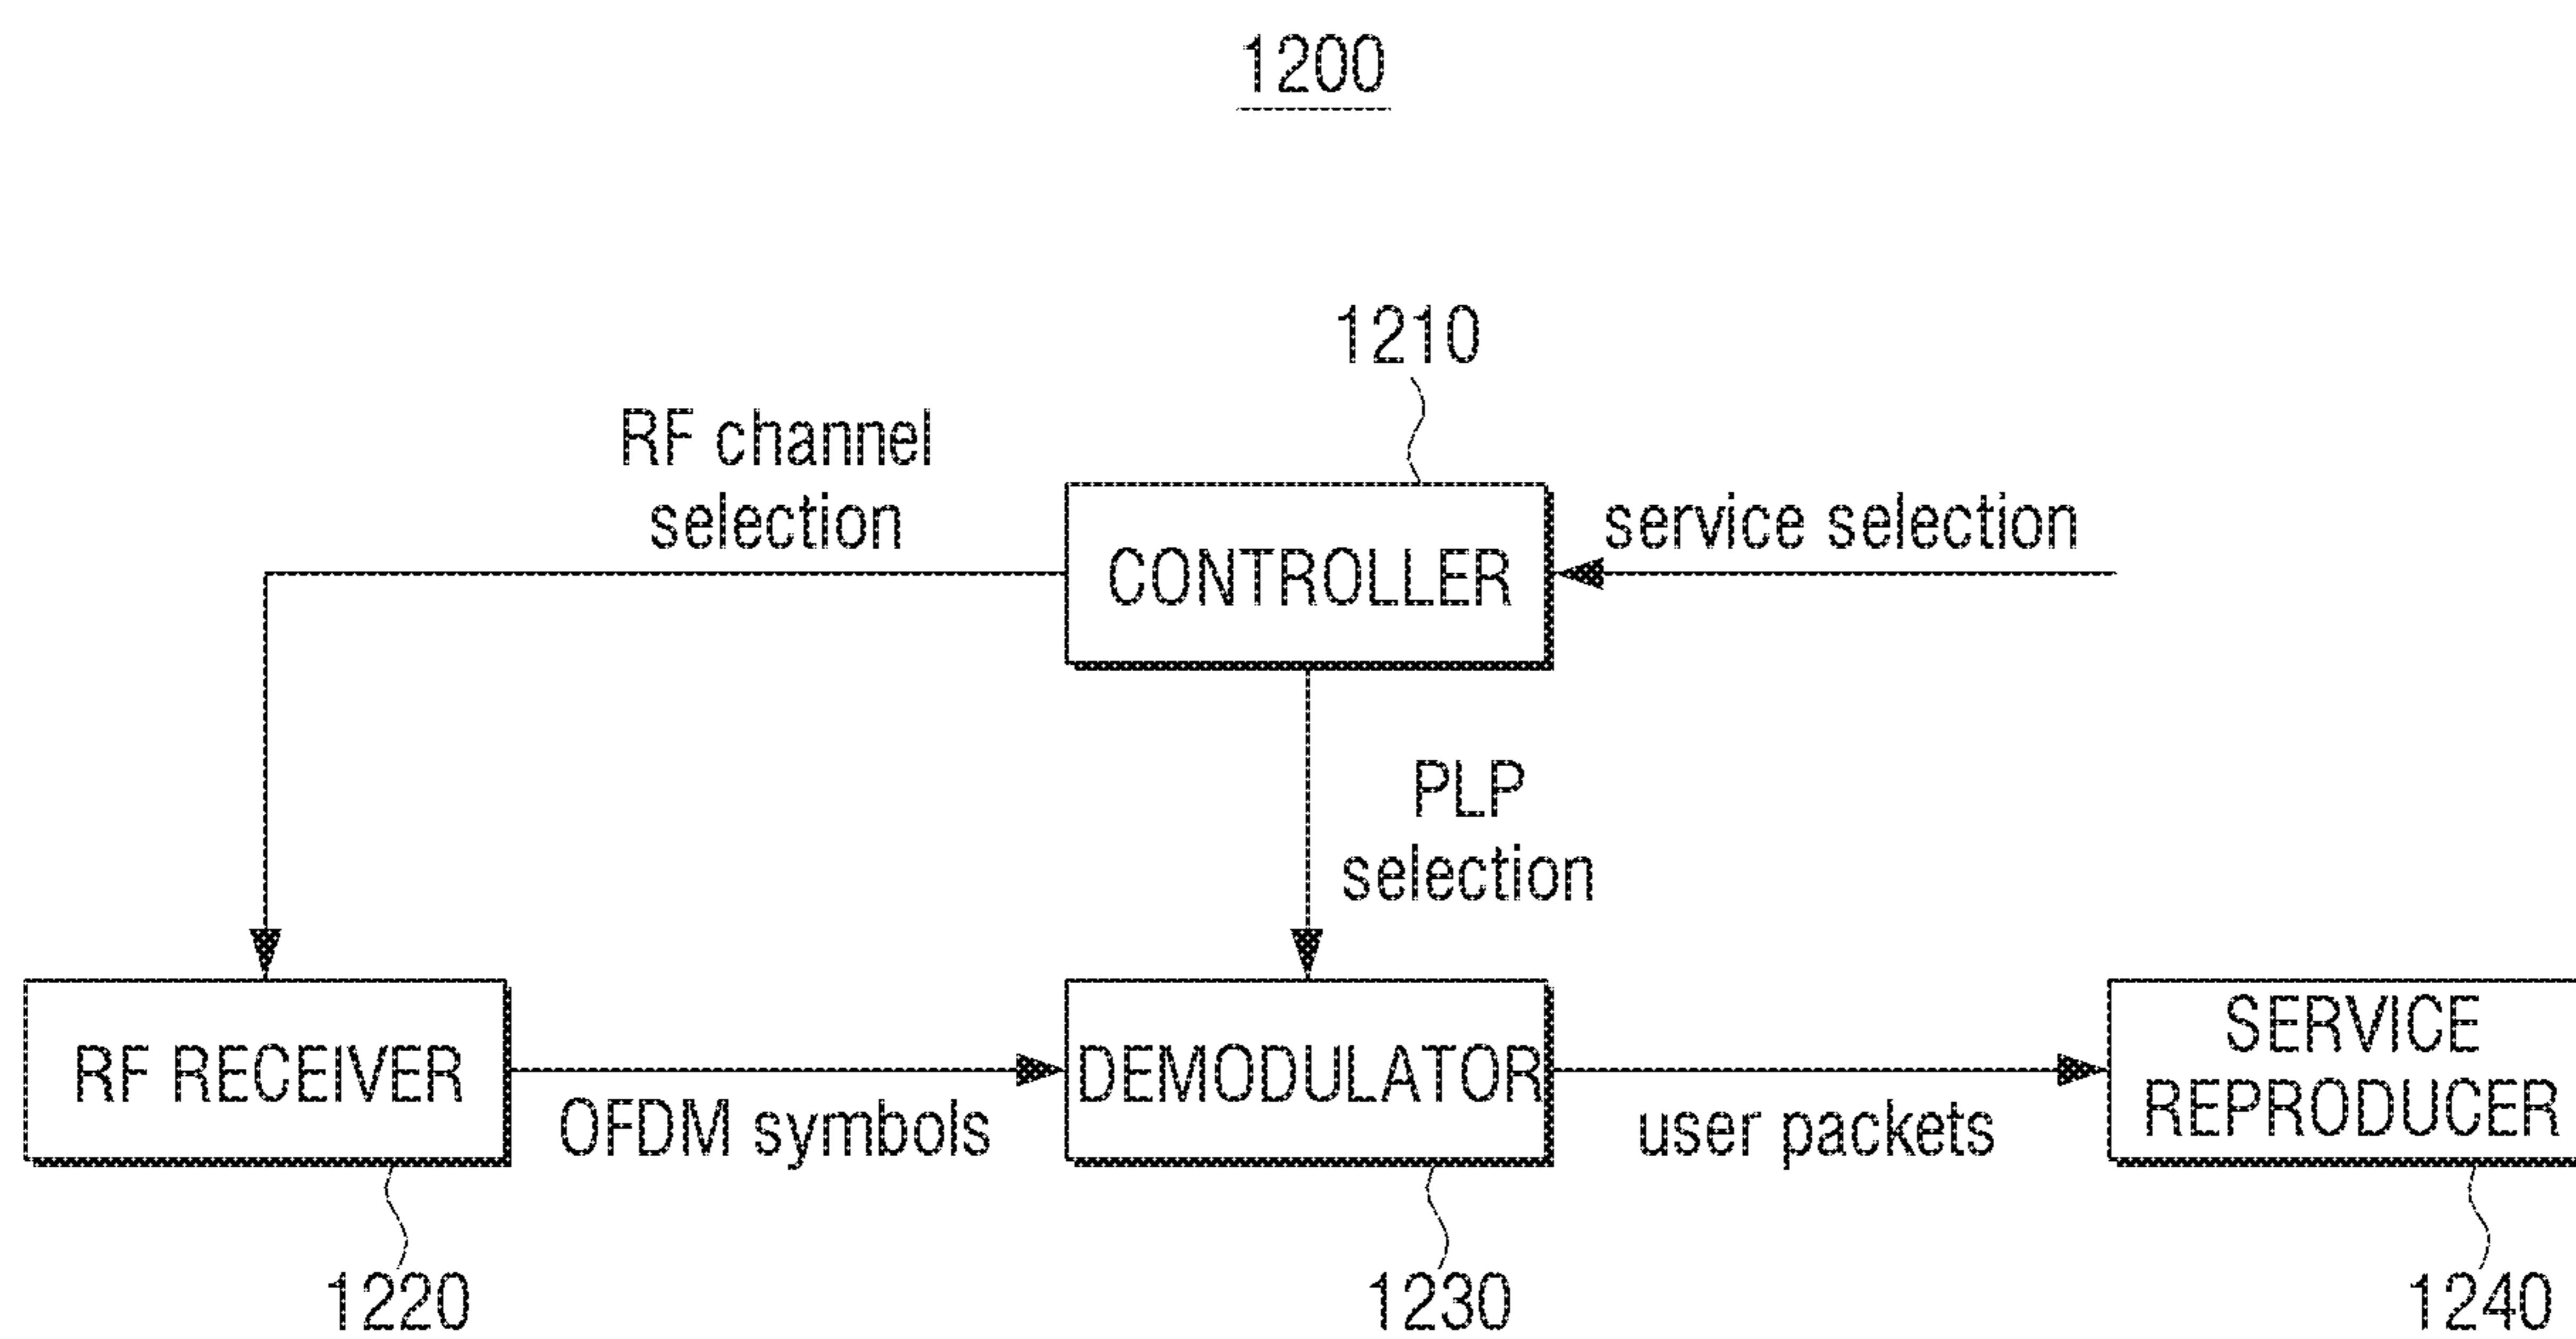 1200
1210
RF channel
selection
CONTROLLER
service selection
PLP
selection
RF RECEIVER
OFDM symbols
DEMODULATOR
user packets
SERVICE
REPRODUCER
1220
1230
1240